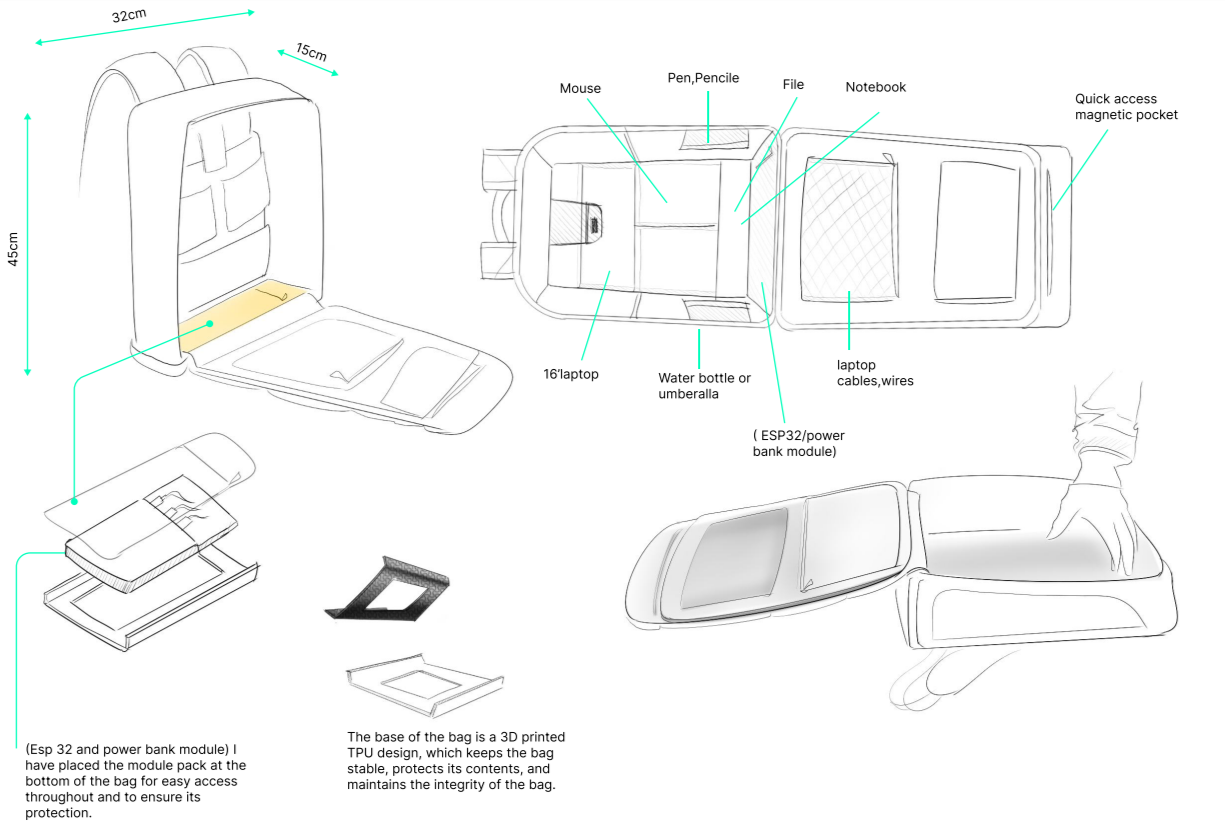 32cm
15cm
45cm
Mouse
Pen,Pencile
File
Notebook
Quick access
magnetic pocket
16'laptop
Water bottle or
umberalla
laptop
cables,wires
( ESP32/power
bank module)
(Esp 32 and power bank module) I
have placed the module pack at the
bottom of the bag for easy access
throughout and to ensure its
protection.
The base of the bag is a 3D printed
TPU design, which keeps the bag
stable, protects its contents, and
maintains the integrity of the bag.